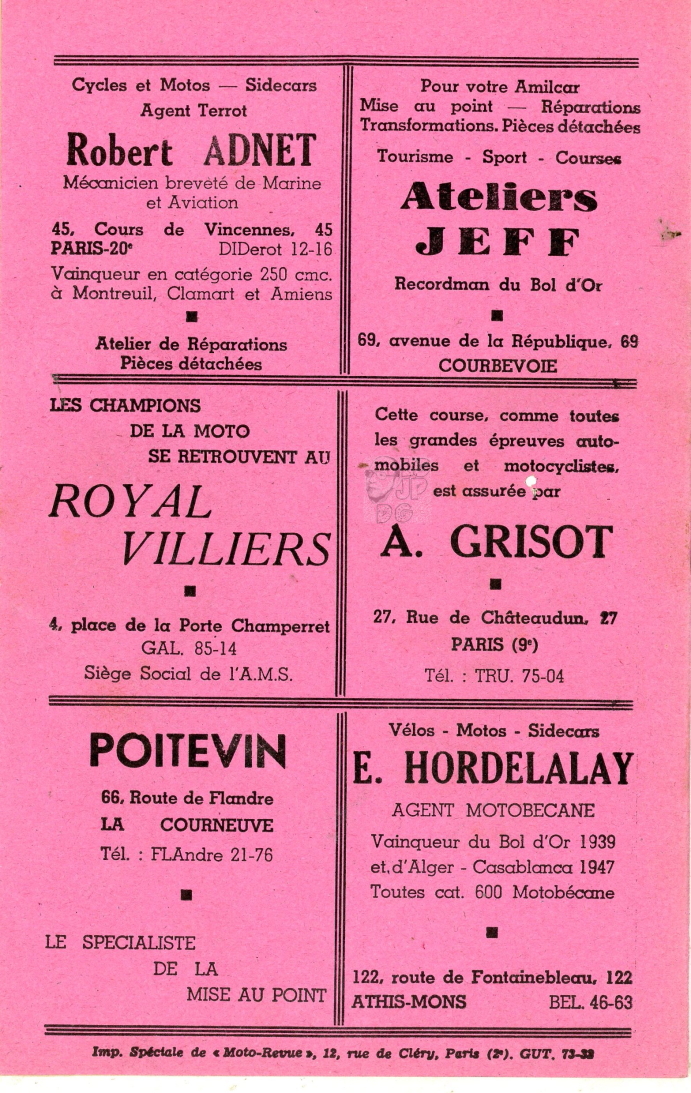 Cycles et Motos — Sidecars
Agent Terrot
Robert ADNET
Mécanicien breveté de Marine
et Aviation
45, Cours de Vincennes, 45
PARIS-20e DIDerot 12-16
Vainqueur en catégorie 250 cmc.
à Montreuil, Clamart et Amiens
Atelier de Réparations
Pièces détachées
Pour votre Amilcar
Mise au point — Réparations
Transformations. Pièces détachées
Tourisme - Sport - Courses
Ateliers
JEFF
Recordman du Bol d'Or
69, avenue de la République, 69
COURBEVOIE
LES CHAMPIONS
DE LA MOTO
SE RETROUVENT AU
ROYAL
VILLIERS
4, place de la Porte Champerret
GAL. 85-14
Siège Social de l'A.M.S.
Cette course, comme toutes
les grandes épreuves auto-
mobiles et motocyclistes,
est assurée par
A. GRISOT
27, Rue de Châteaudun, 27
PARIS (9e)
Tél. : TRU. 75-04
POITEVIN
66, Route de Flandre
LA COURNEUVE
Tél. : FLAndre 21-76
LE SPECIALISTE
DE LA
MISE AU POINT
Vélos - Motos - Sidecars
E. HORDELALAY
AGENT MOTOBECANE
Vainqueur du Bol d'Or 1939
et d'Alger - Casablanca 1947
Toutes cat. 600 Motobécane
122, route de Fontainebleau, 122
ATHIS-MONS BEL. 46-63
Imp. Spéciale de « Moto-Revue », 12, rue de Cléry, Paris (2e). GUT. 73-33